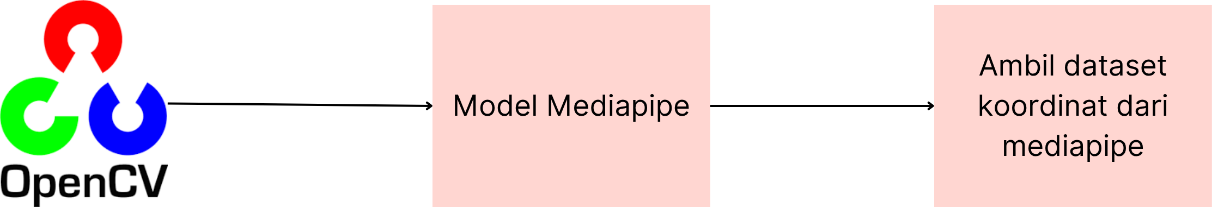 OpenCV
Model Mediapipe
Ambil dataset
koordinat dari
mediapipe